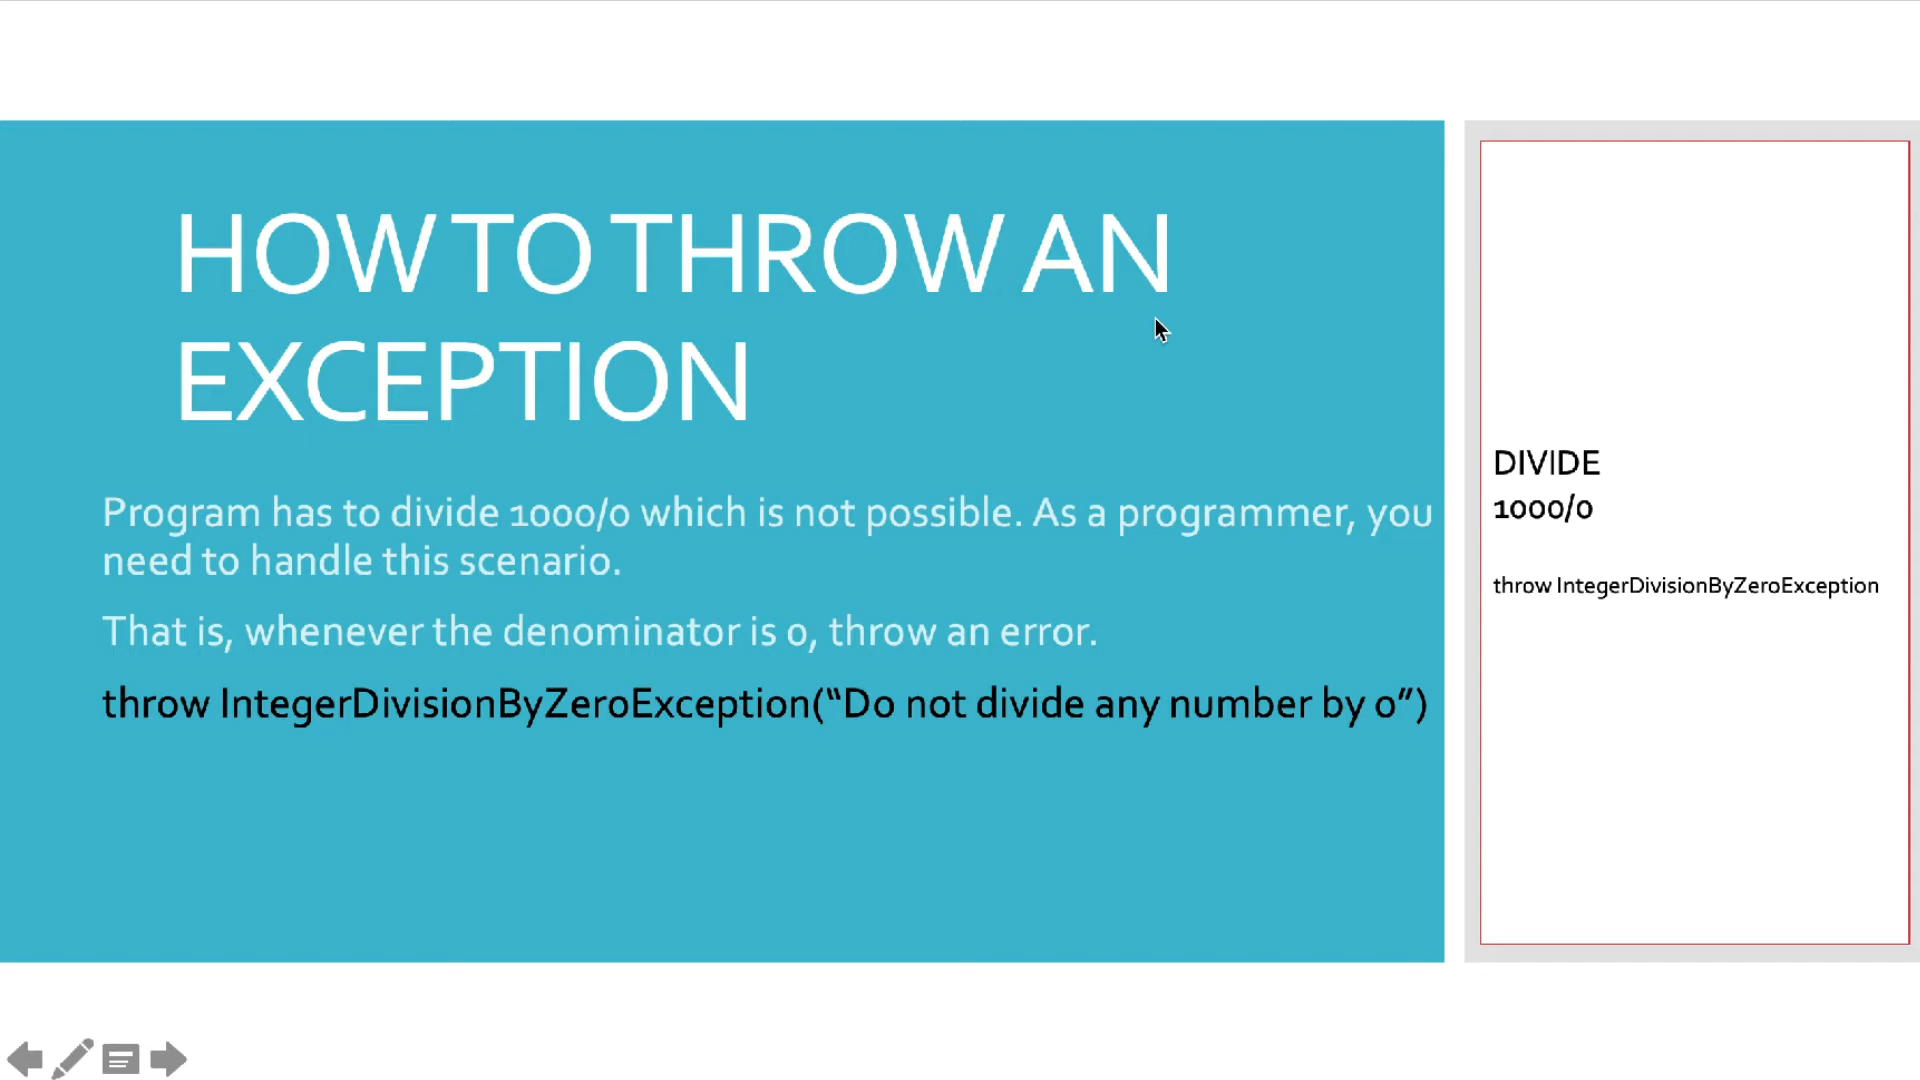 HOW TO THROW AN
EXCEPTION
Program has to divide 1000/0 which is not possible. As a programmer, you
need to handle this scenario.
That is, whenever the denominator is 0, throw an error.
throw IntegerDivisionByZeroException(“Do not divide any number by 0”)
DIVIDE
1000/0
throw IntegerDivisionByZeroException